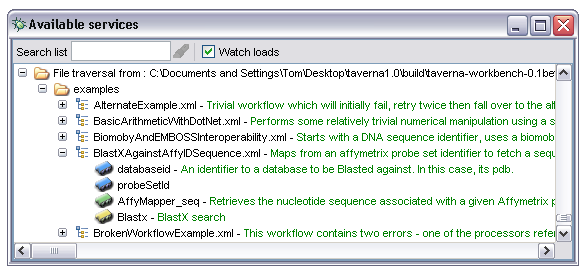 Available services
Search list Watch loads
File traversal from : C:\Documents and Settings\Tom\Desktop\taverna1.0\build\taverna-workbench-0.1be
examples
AlternateExample.xml - Trivial workflow which will initially fail, retry twice then fall over to the al
BasicArithmeticWithDotNet.xml - Performs some relatively trivial numerical manipulation using a s
BiomobyAndEMBOSSInteroperability.xml - Starts with a DNA sequence identifier, uses a biomob
BlastXAgainstAffyIDSequence.xml - Maps from an affymetrix probe set identifier to fetch a sequ
databaseid - An identifier to a database to be Blasted against. In this case, its pdb.
probeSetId
AffyMapper_seq - Retrieves the nucleotide sequence associated with a given Affymetrix p
Blastx - BlastX search
BrokenWorkflowExample.xml - This workflow contains two errors - one of the processors refer